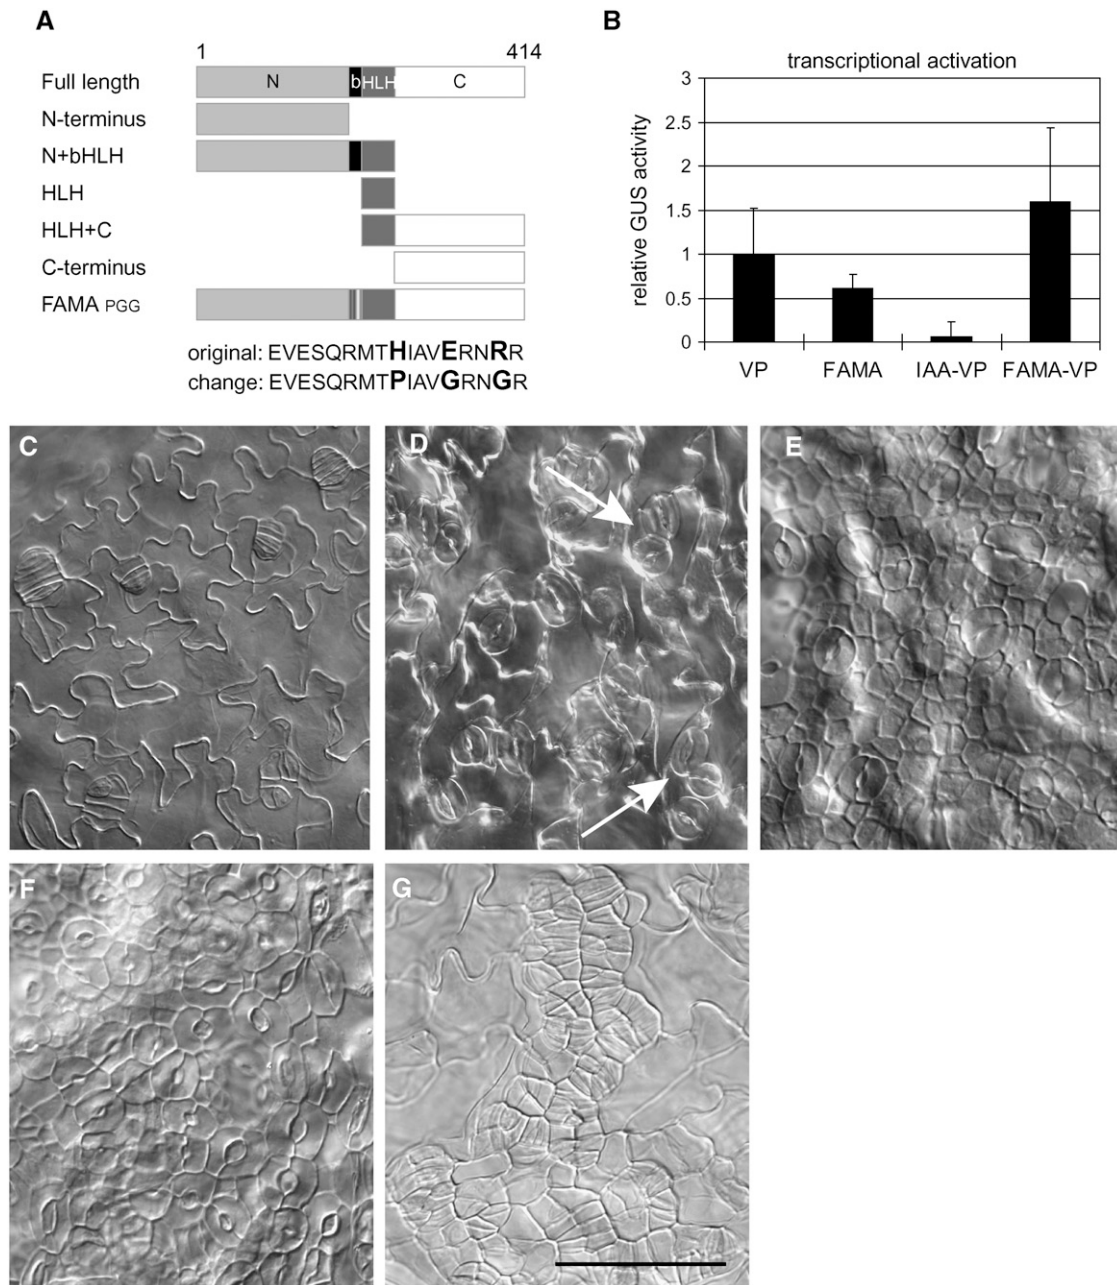 A
1 414
Full length N b HLH C
N-terminus
N+bHLH
HLH
HLH+C
C-terminus
FAMA PGG
original: EVESQRMTHIAVERNRR
change: EVESQRMTPIAVGRNGR
B
transcriptional activation
relative GUS activity
3
2.5
2
1.5
1
0.5
0
VP FAMA IAA-VP FAMA-VP
C
D
E
F
G